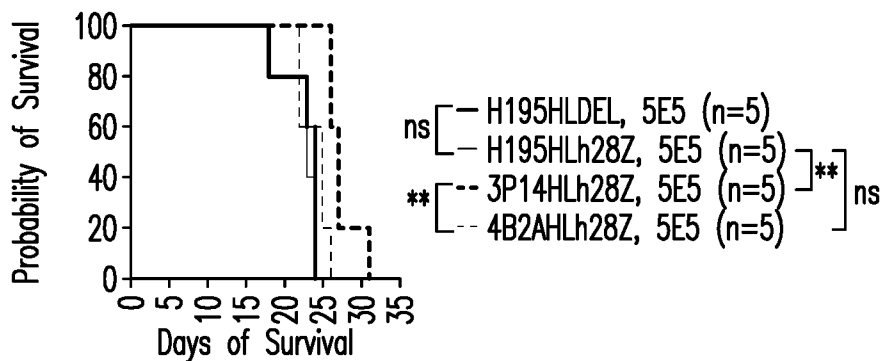 Probability of Survival
100
80
60
40
20
0
0
5
10
15
20
25
30
35
Days of Survival
ns
H195HLDEL, 5E5 (n=5)
H195HLh28Z, 5E5 (n=5)
**
3P14HLh28Z, 5E5 (n=5)
** ns
4B2AHLh28Z, 5E5 (n=5)